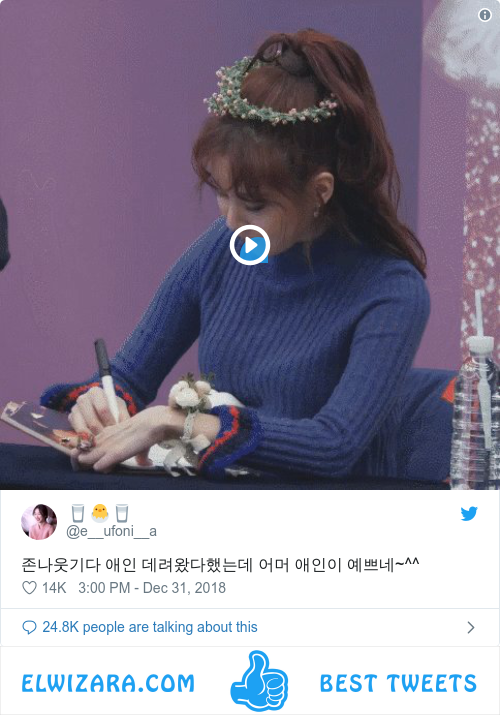 @e__ufoni__a
존나웃기다 애인 데려왔다했는데 어머 애인이 예쁘네~^^
14K 3:00 PM - Dec 31, 2018
24.8K people are talking about this
ELWIZARA.COM BEST TWEETS